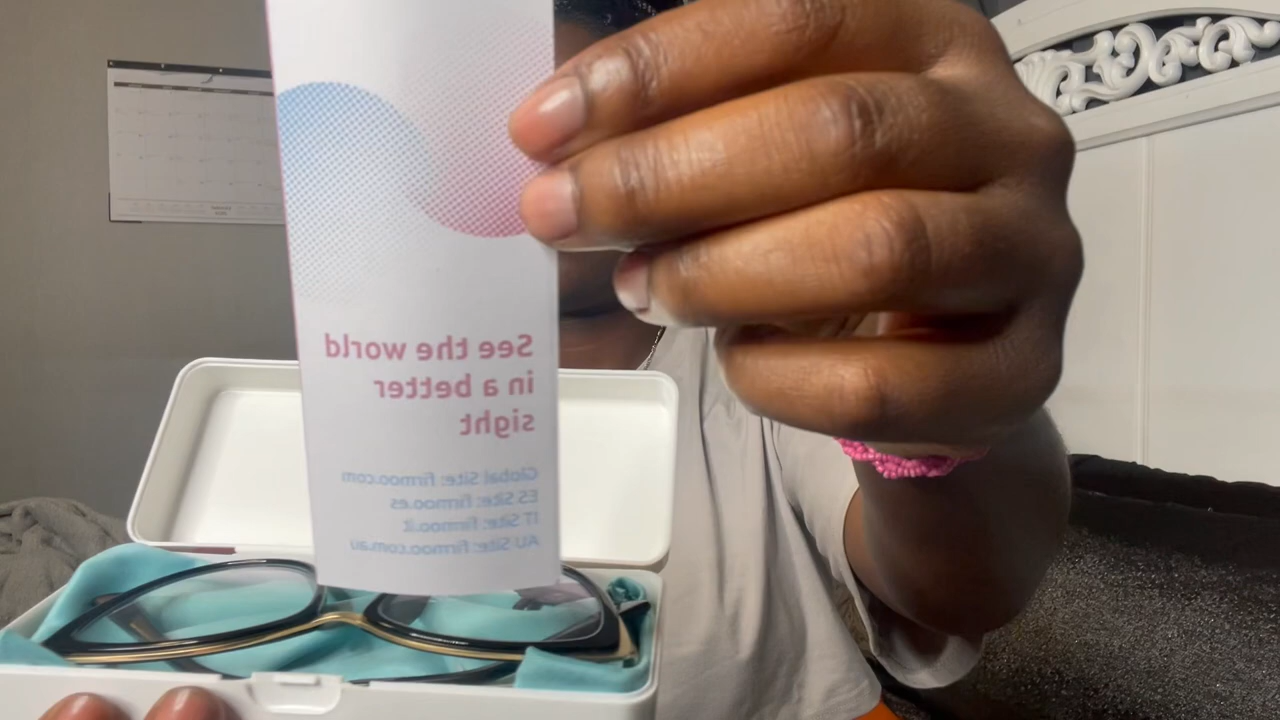 See the world
in a better
sight
Global Site: firmoo.com
ES Site: firmoo.es
IT Site: firmoo.it
AU Site: firmoo.com.au